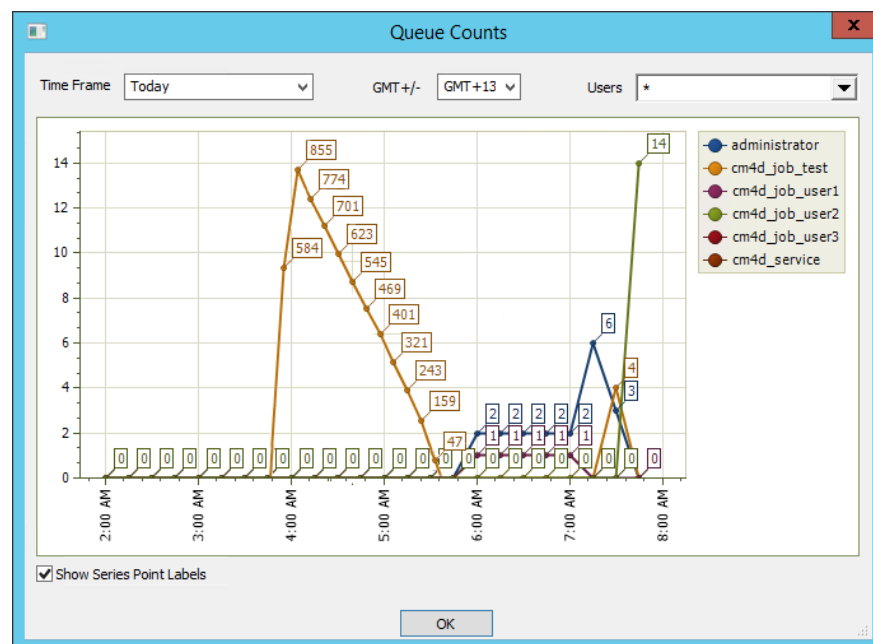 Queue Counts
x
Time Frame Today GMT+/- GMT+13 Users *
14 855 14 administrator
774 cm4d_job_test
12 701 cm4d_job_user1
623 cm4d_job_user2
10 584 545 cm4d_job_user3
469 cm4d_service
8 401
321 6
6 243 4
159 3
4 47 2 2 2 2 2
2 1 1 1 1 1
0 0 0 0 0 0 0 0 0 0 0 0 0 0 0 0 0 0 0 0 0 0 0 0 0
2:00 AM 3:00 AM 4:00 AM 5:00 AM 6:00 AM 7:00 AM 8:00 AM
Show Series Point Labels
OK